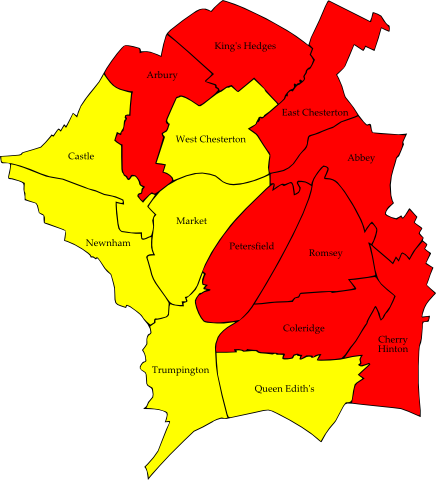 King's Hedges
Arbury
East Chesterton
West Chesterton
Castle
Abbey
Market
Newnham
Petersfield
Romsey
Coleridge
Cherry
Hinton
Trumpington
Queen Edith's